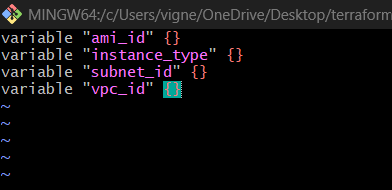 MINGW64:/c/Users/vigne/OneDrive/Desktop/terraform
variable "ami_id" {}
variable "instance_type" {}
variable "subnet_id" {}
variable "vpc_id" {}
~
~
~
~
~